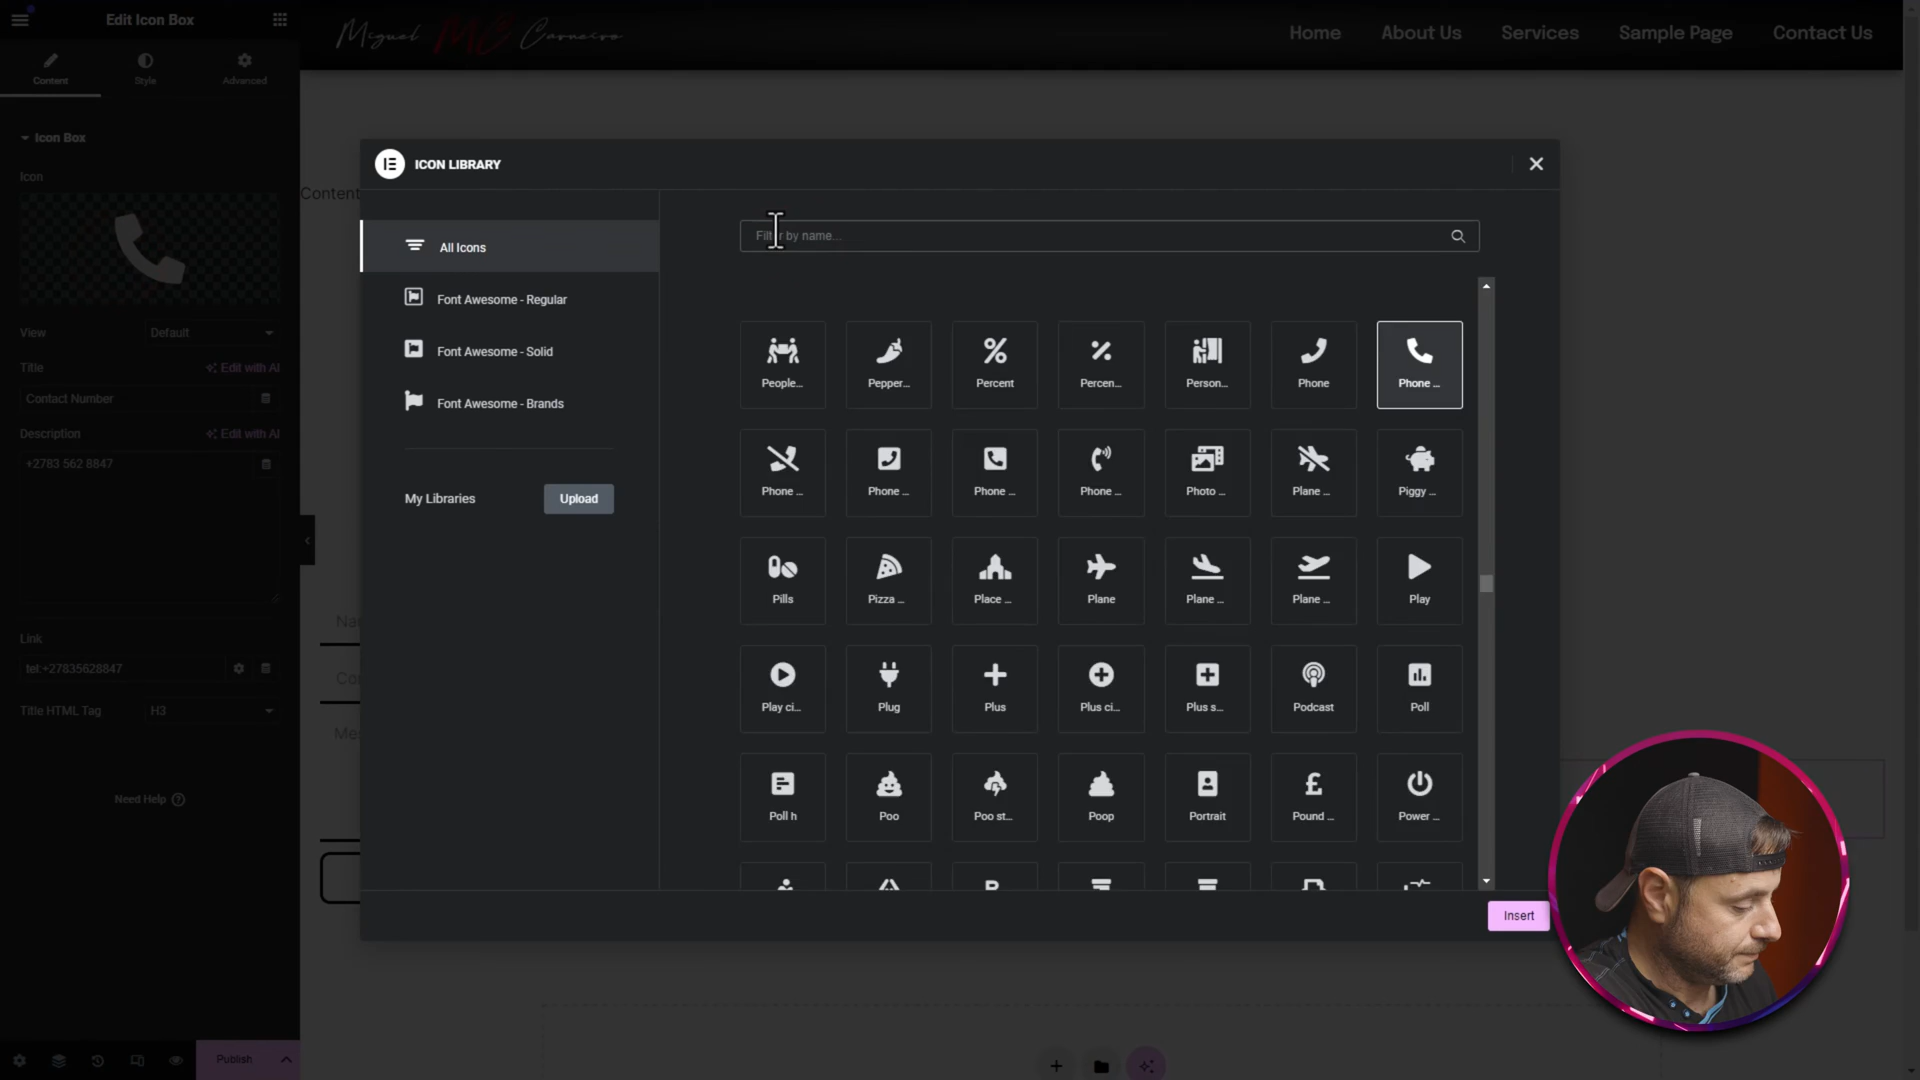 Edit Icon Box
Miguel MC Carneiro
Home
About Us
Services
Sample Page
Contact Us
Content
Style
Advanced
Icon Box
Icon
View
Default
Title
Edit with AI
Contact Number
Description
Edit with AI
+2783 562 8847
Link
tel:+27835628847
Title HTML Tag
H3
Need Help
Publish
Content
ICON LIBRARY
All Icons
Font Awesome - Regular
Font Awesome - Solid
Font Awesome - Brands
My Libraries
Upload
Filter by name...
People...
Pepper...
Percent
Percen...
Person...
Phone
Phone ...
Phone ...
Phone ...
Phone ...
Phone ...
Photo ...
Plane ...
Piggy ...
Pills
Pizza ...
Place ...
Plane
Plane ...
Plane ...
Play
Play ci...
Plug
Plus
Plus ci...
Plus s...
Podcast
Poll
Poll h
Poo
Poo st...
Poop
Portrait
Pound ...
Power ...
Insert